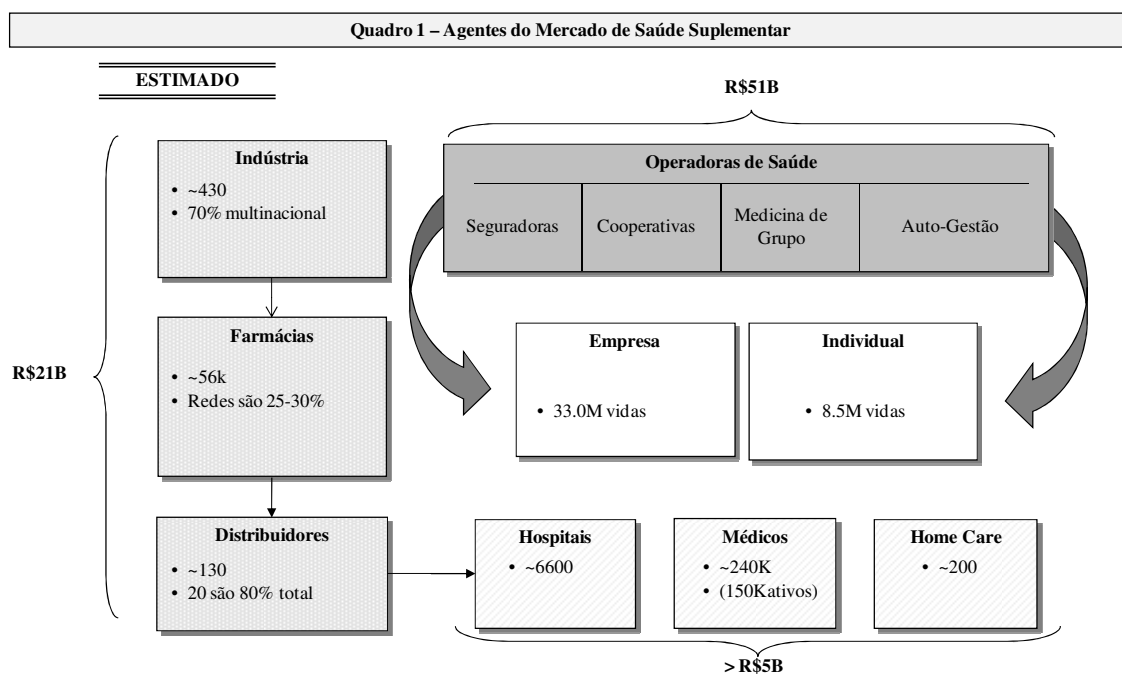 Quadro 1 – Agentes do Mercado de Saúde Suplementar
ESTIMADO
R$51B
R$21B
Indústria
• ~430
• 70% multinacional
Farmácias
• ~56k
• Redes são 25-30%
Distribuidores
• ~130
• 20 são 80% total
Operadoras de Saúde
Seguradoras
Cooperativas
Medicina de
Grupo
Auto-Gestão
Empresa
• 33.0M vidas
Individual
• 8.5M vidas
Hospitais
• ~6600
Médicos
• ~240K
• (150Kativos)
Home Care
• ~200
> R$5B